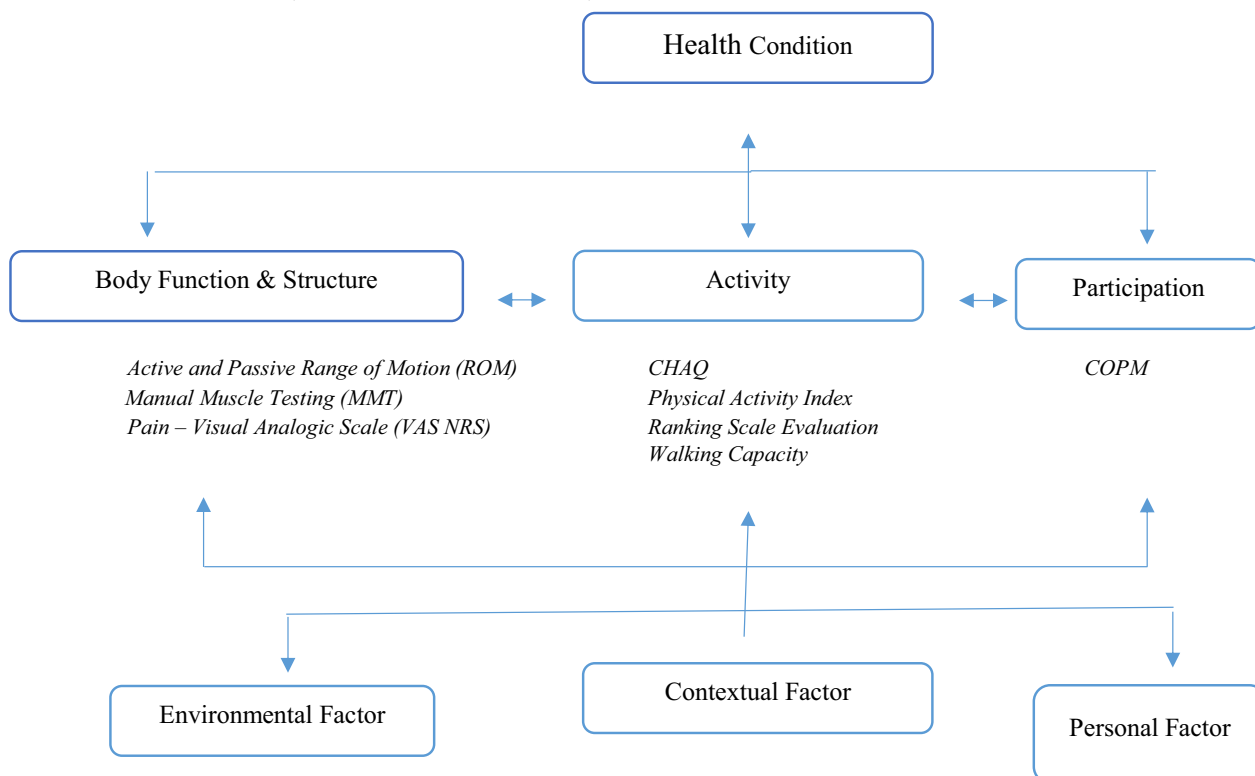 Health Condition
Body Function & Structure
Activity
Participation
Active and Passive Range of Motion (ROM)
Manual Muscle Testing (MMT)
Pain – Visual Analogic Scale (VAS NRS)
CHAQ
Physical Activity Index
Ranking Scale Evaluation
Walking Capacity
COPM
Environmental Factor
Contextual Factor
Personal Factor